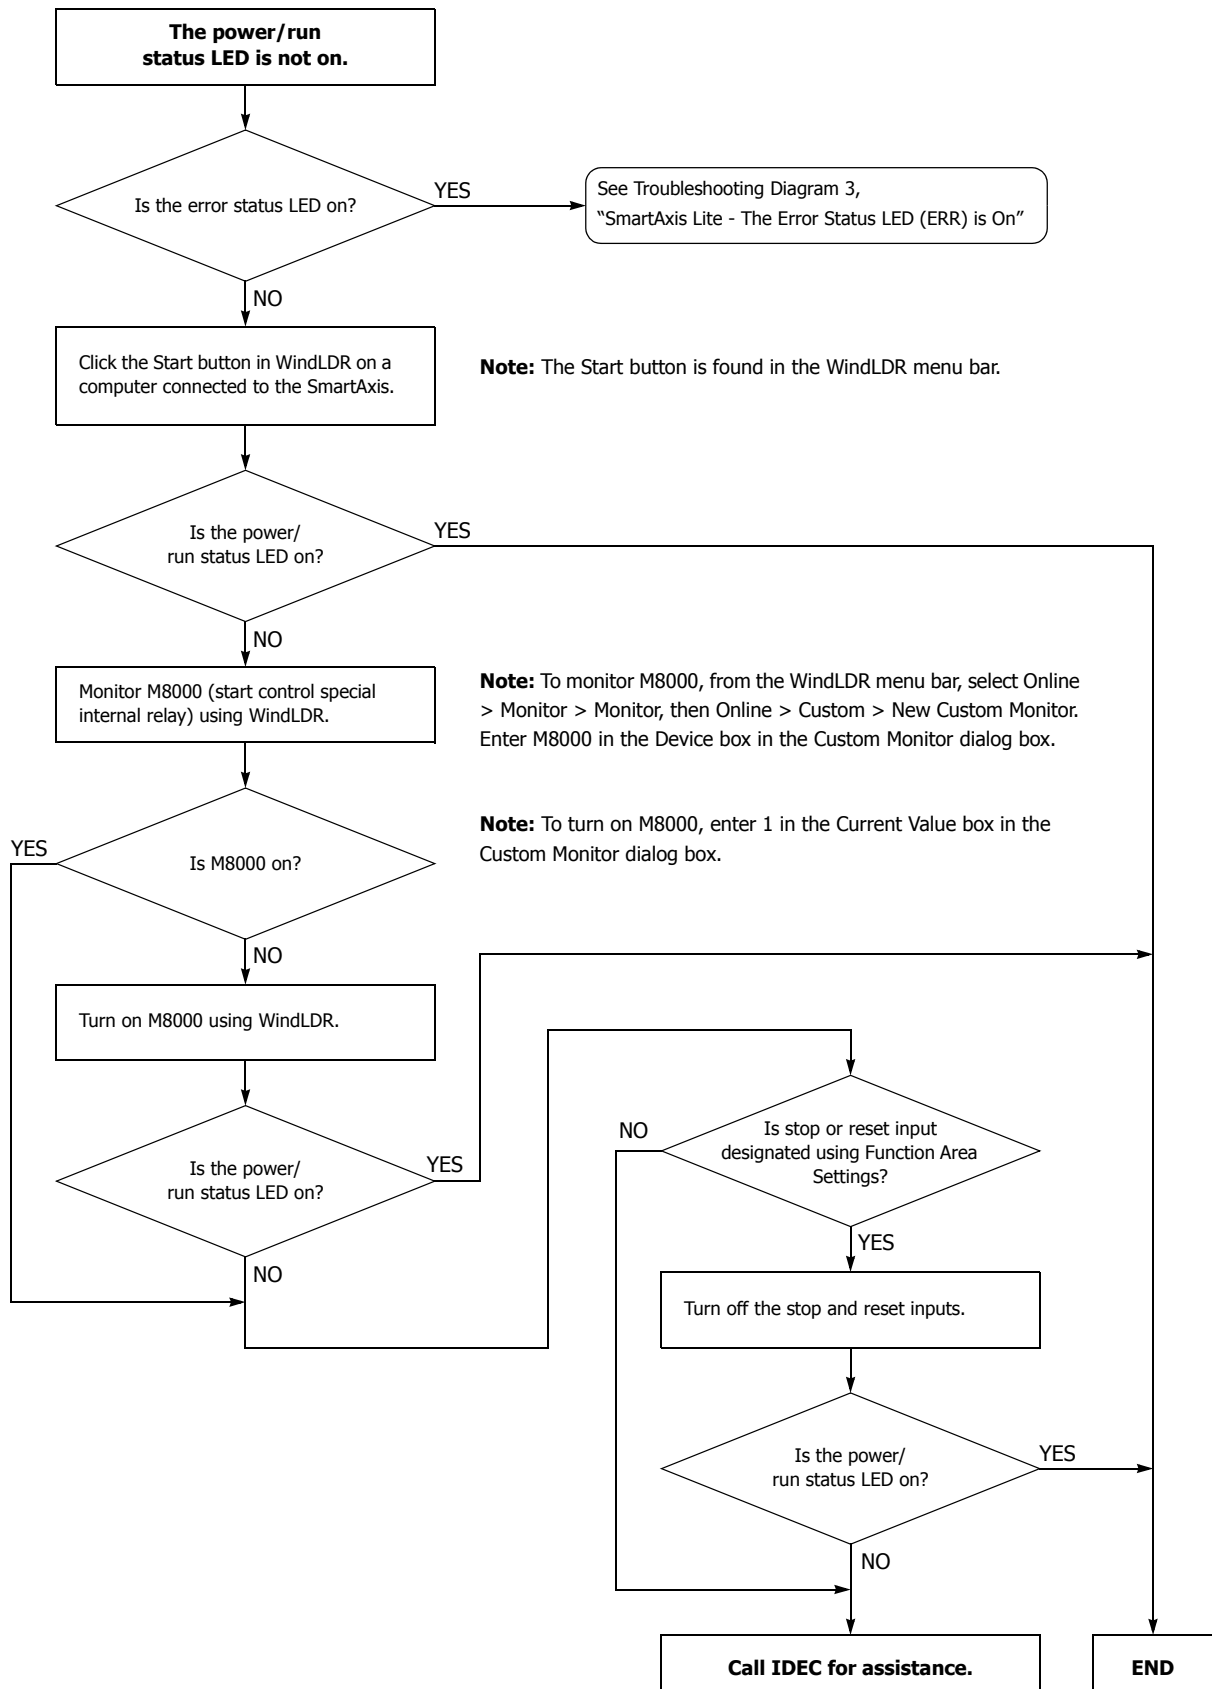 The power/run
status LED is not on.
Is the error status LED on?
YES
See Troubleshooting Diagram 3,
“SmartAxis Lite - The Error Status LED (ERR) is On”
NO
Click the Start button in WindLDR on a
computer connected to the SmartAxis.
Note: The Start button is found in the WindLDR menu bar.
Is the power/
run status LED on?
YES
NO
Monitor M8000 (start control special
internal relay) using WindLDR.
Note: To monitor M8000, from the WindLDR menu bar, select Online
> Monitor > Monitor, then Online > Custom > New Custom Monitor.
Enter M8000 in the Device box in the Custom Monitor dialog box.
Note: To turn on M8000, enter 1 in the Current Value box in the
Custom Monitor dialog box.
YES
Is M8000 on?
NO
Turn on M8000 using WindLDR.
Is the power/
run status LED on?
YES
NO
NO
Is stop or reset input
designated using Function Area
Settings?
YES
Turn off the stop and reset inputs.
Is the power/
run status LED on?
YES
NO
Call IDEC for assistance.
END